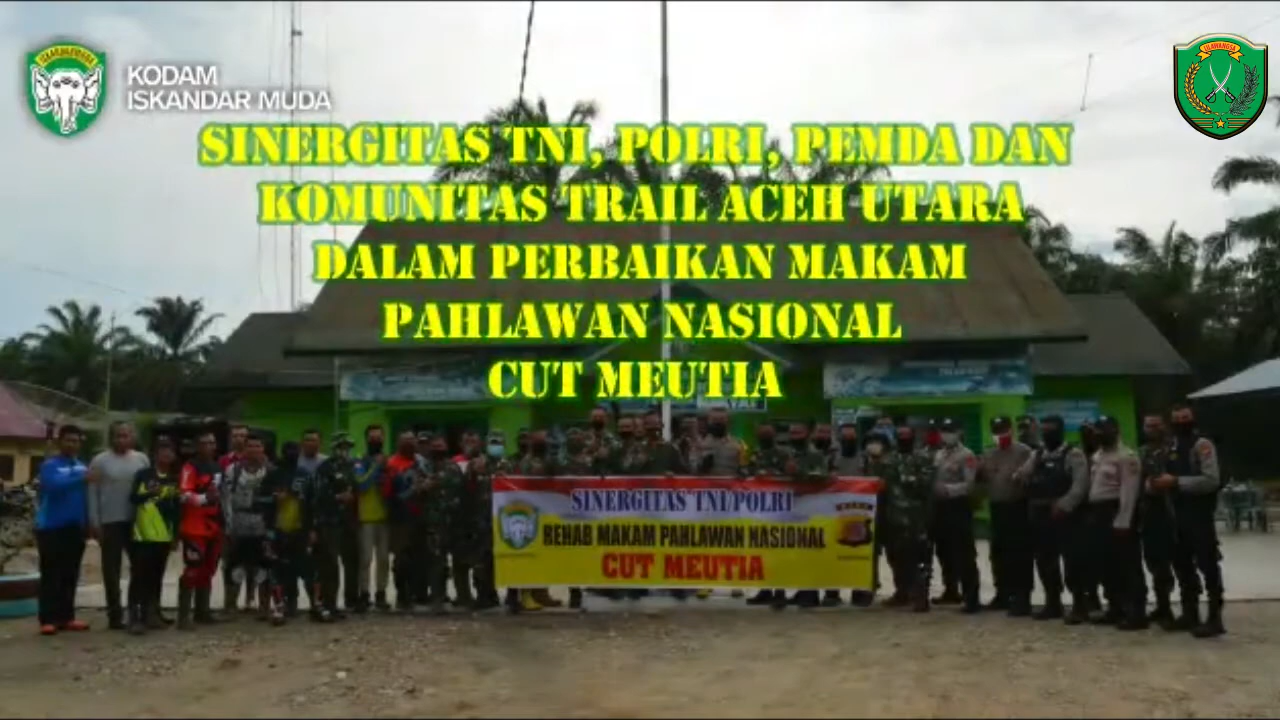 KODAM
ISKANDAR MUDA
LILAWANGSA
SINERGITAS TNI, POLRI, PEMDA DAN
KOMUNITAS TRAIL ACEH UTARA
DALAM PERBAIKAN MAKAM
PAHLAWAN NASIONAL
CUT MEUTIA
SINERGITAS TNI/POLRI
REHAB MAKAM PAHLAWAN NASIONAL
CUT MEUTIA